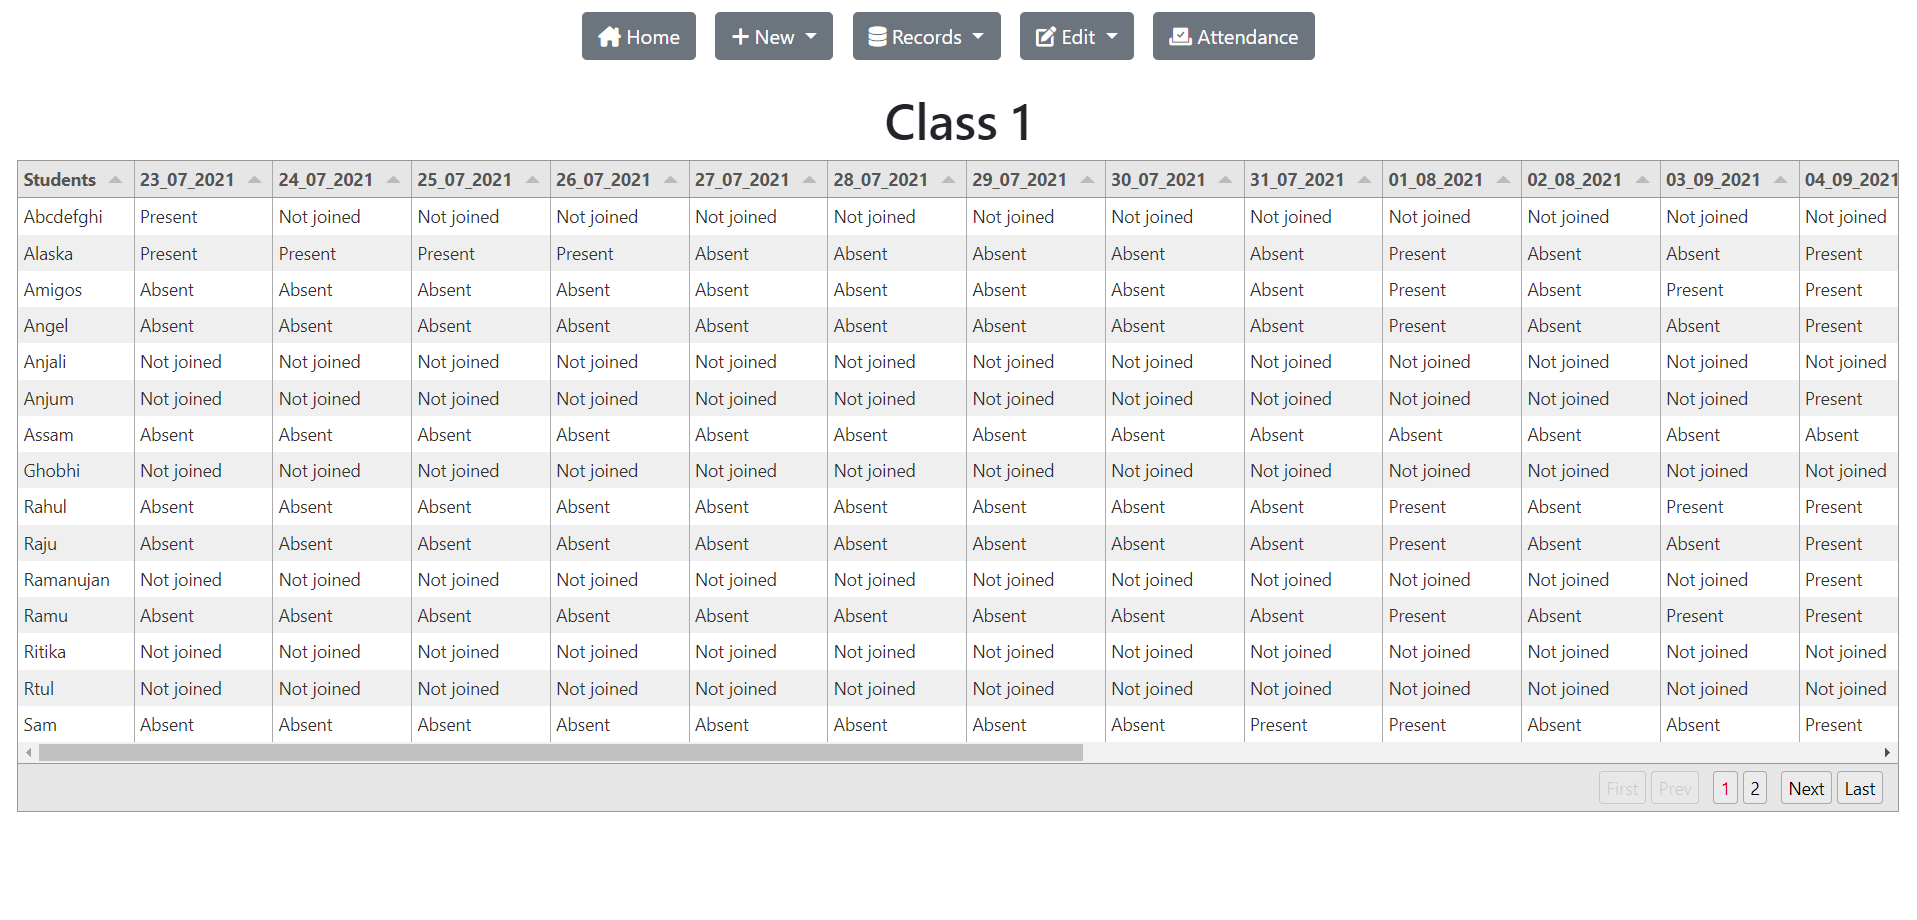 Home New Records Edit Attendance
Class 1
Students 23_07_2021 24_07_2021 25_07_2021 26_07_2021 27_07_2021 28_07_2021 29_07_2021 30_07_2021 31_07_2021 01_08_2021 02_08_2021 03_09_2021 04_09_2021
Abcdefghi Present Not joined Not joined Not joined Not joined Not joined Not joined Not joined Not joined Not joined Not joined Not joined Not joined
Alaska Present Present Present Present Absent Absent Absent Absent Absent Present Absent Absent Present
Amigos Absent Absent Absent Absent Absent Absent Absent Absent Absent Present Absent Present Present
Angel Absent Absent Absent Absent Absent Absent Absent Absent Absent Present Absent Absent Present
Anjali Not joined Not joined Not joined Not joined Not joined Not joined Not joined Not joined Not joined Not joined Not joined Not joined Not joined
Anjum Not joined Not joined Not joined Not joined Not joined Not joined Not joined Not joined Not joined Not joined Not joined Not joined Present
Assam Absent Absent Absent Absent Absent Absent Absent Absent Absent Absent Absent Absent Absent
Ghobhi Not joined Not joined Not joined Not joined Not joined Not joined Not joined Not joined Not joined Not joined Not joined Not joined Not joined
Rahul Absent Absent Absent Absent Absent Absent Absent Absent Absent Present Absent Present Present
Raju Absent Absent Absent Absent Absent Absent Absent Absent Absent Present Absent Absent Present
Ramanujan Not joined Not joined Not joined Not joined Not joined Not joined Not joined Not joined Not joined Not joined Not joined Not joined Present
Ramu Absent Absent Absent Absent Absent Absent Absent Absent Absent Present Absent Present Present
Ritika Not joined Not joined Not joined Not joined Not joined Not joined Not joined Not joined Not joined Not joined Not joined Not joined Not joined
Rtul Not joined Not joined Not joined Not joined Not joined Not joined Not joined Not joined Not joined Not joined Not joined Not joined Not joined
Sam Absent Absent Absent Absent Absent Absent Absent Absent Present Present Absent Absent Present
First Prev 1 2 Next Last